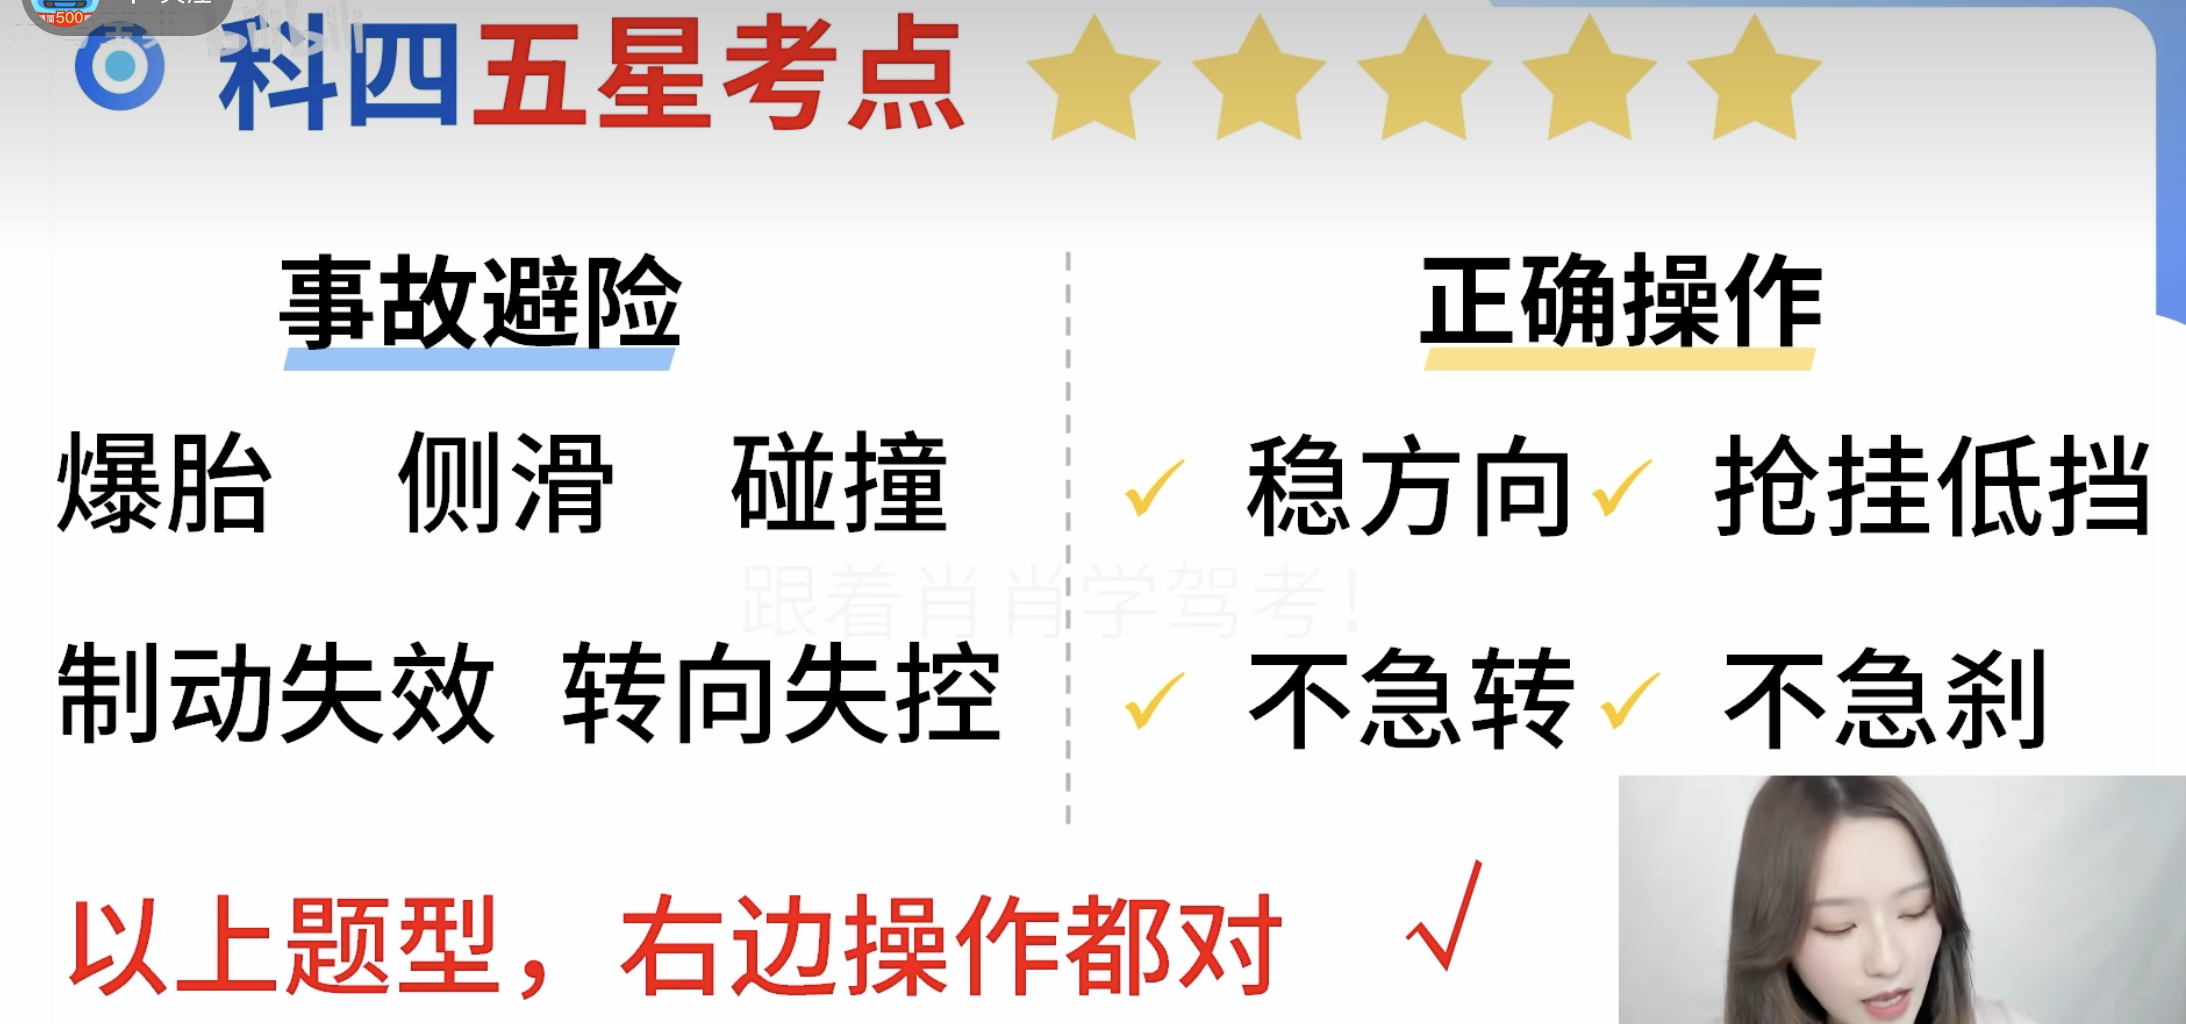 科四五星考点
事故避险
正确操作
爆胎 侧滑 碰撞
✓ 稳方向 ✓ 抢挂低挡
跟着肖肖学驾考！
制动失效 转向失控
✓ 不急转 ✓ 不急刹
以上题型，右边操作都对 √
500